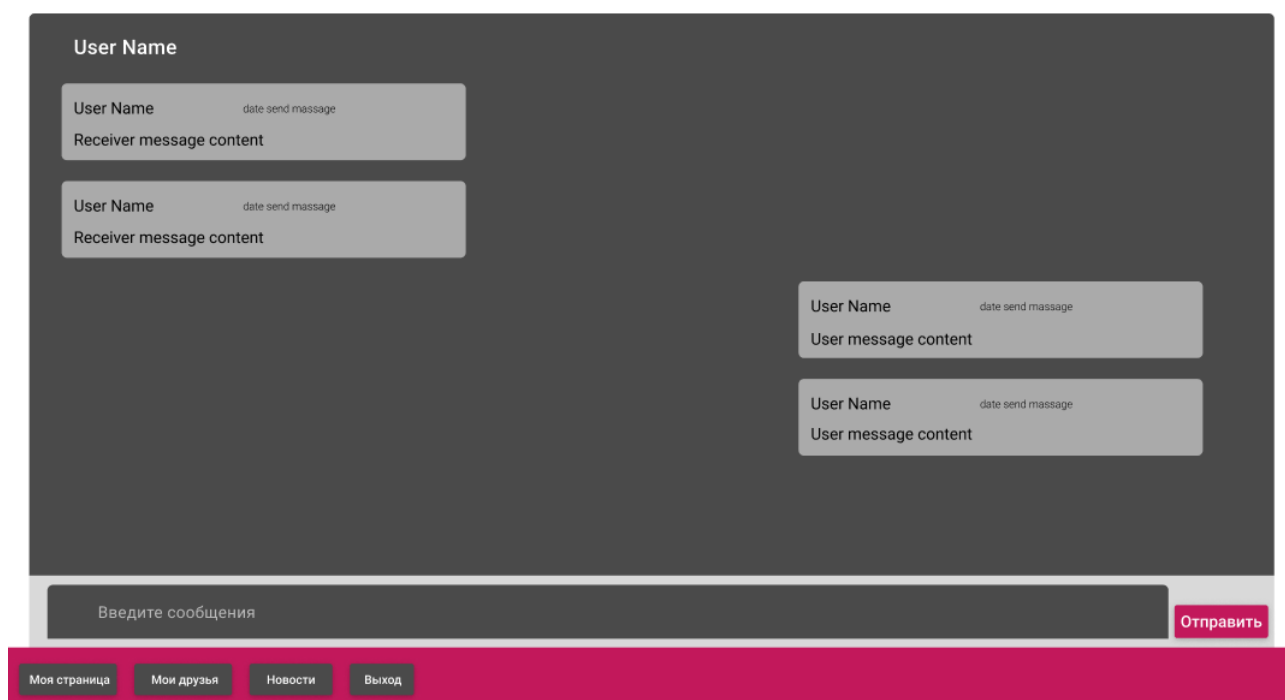 User Name
User Name date send massage
Receiver message content
User Name date send massage
Receiver message content
User Name date send massage
User message content
User Name date send massage
User message content
Введите сообщения
Отправить
Моя страница Мои друзья Новости Выход